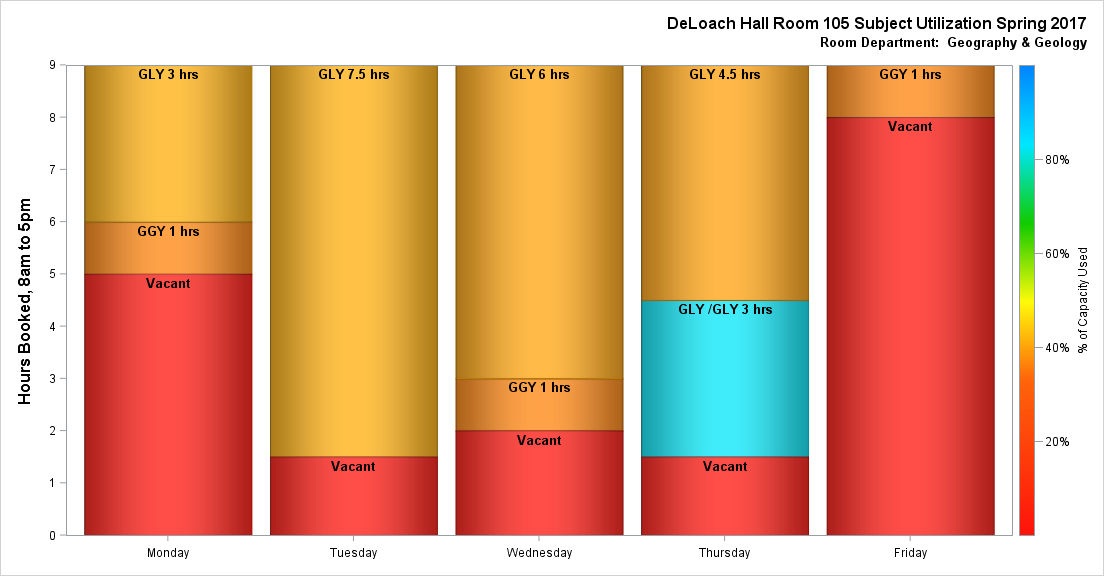 DeLoach Hall Room 105 Subject Utilization Spring 2017
Room Department:  Geography & Geology
Hours Booked, 8am to 5pm
9
8
7
6
5
4
3
2
1
0
GLY 3 hrs
GGY 1 hrs
Vacant
GLY 7.5 hrs
Vacant
GLY 6 hrs
GGY 1 hrs
Vacant
GLY 4.5 hrs
GLY /GLY 3 hrs
Vacant
GGY 1 hrs
Vacant
Monday
Tuesday
Wednesday
Thursday
Friday
80%
60%
40%
20%
% of Capacity Used